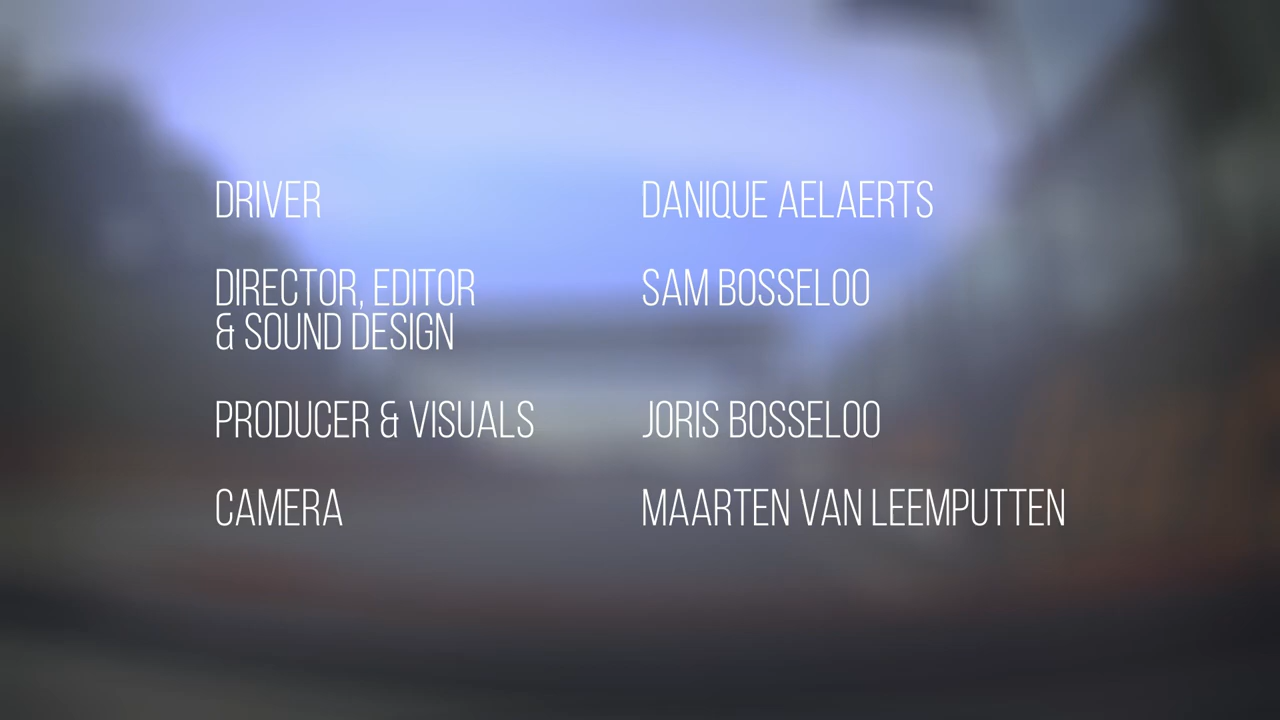 DRIVER DANIQUE AELAERTS
DIRECTOR, EDITOR SAM BOSSELOO
& SOUND DESIGN
PRODUCER & VISUALS JORIS BOSSELOO
CAMERA MAARTEN VAN LEEMPUTTEN